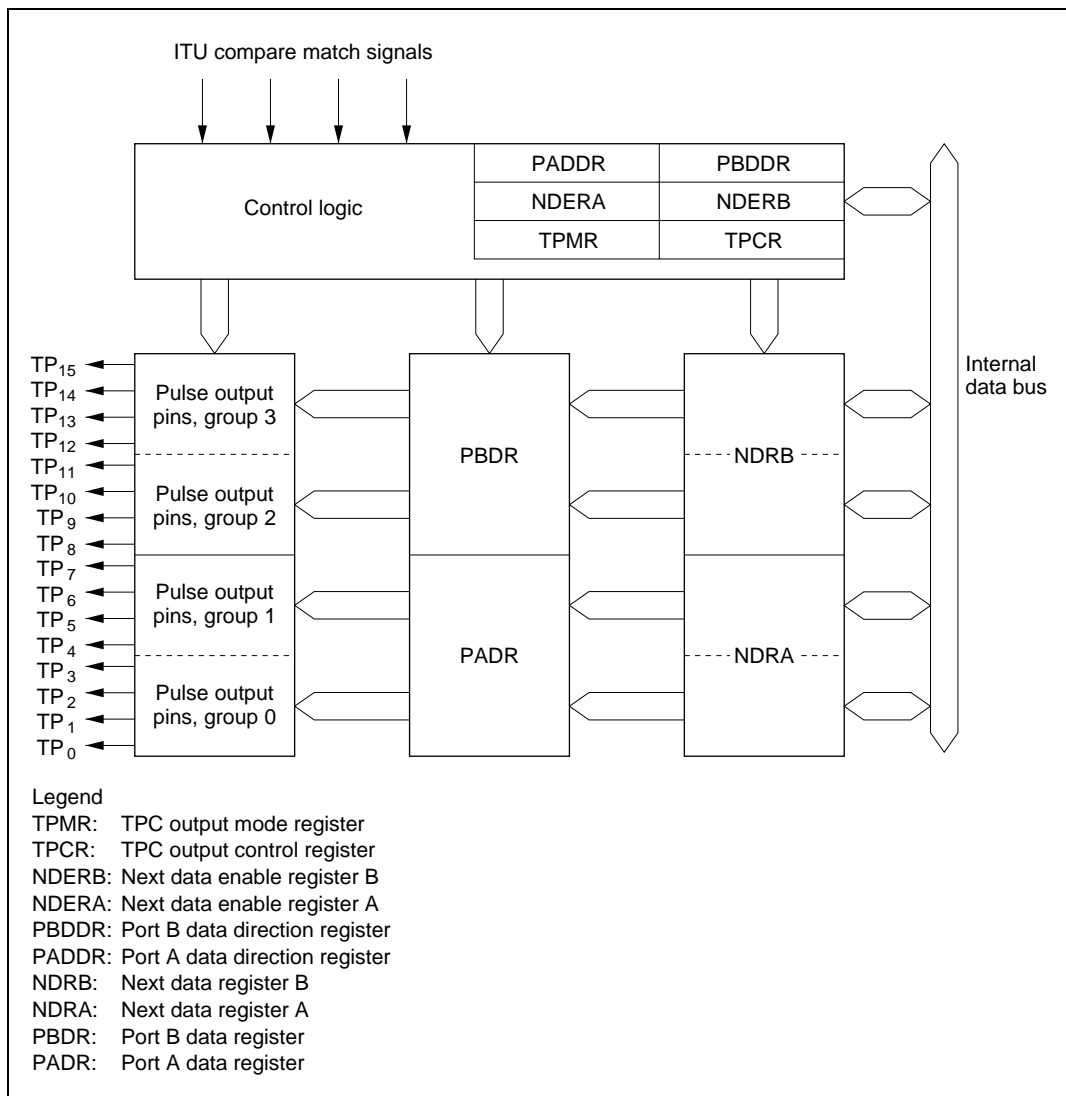 ITU compare match signals
Control logic
PADDR PBDDR
NDERA NDERB
TPMR TPCR
Internal
data bus
TP15
TP14
TP13
TP12
TP11
TP10
TP9
TP8
TP7
TP6
TP5
TP4
TP3
TP2
TP1
TP0
Pulse output
pins, group 3
Pulse output
pins, group 2
Pulse output
pins, group 1
Pulse output
pins, group 0
PBDR
PADR
NDRB
NDRA
Legend
TPMR: TPC output mode register
TPCR: TPC output control register
NDERB: Next data enable register B
NDERA: Next data enable register A
PBDDR: Port B data direction register
PADDR: Port A data direction register
NDRB: Next data register B
NDRA: Next data register A
PBDR: Port B data register
PADR: Port A data register